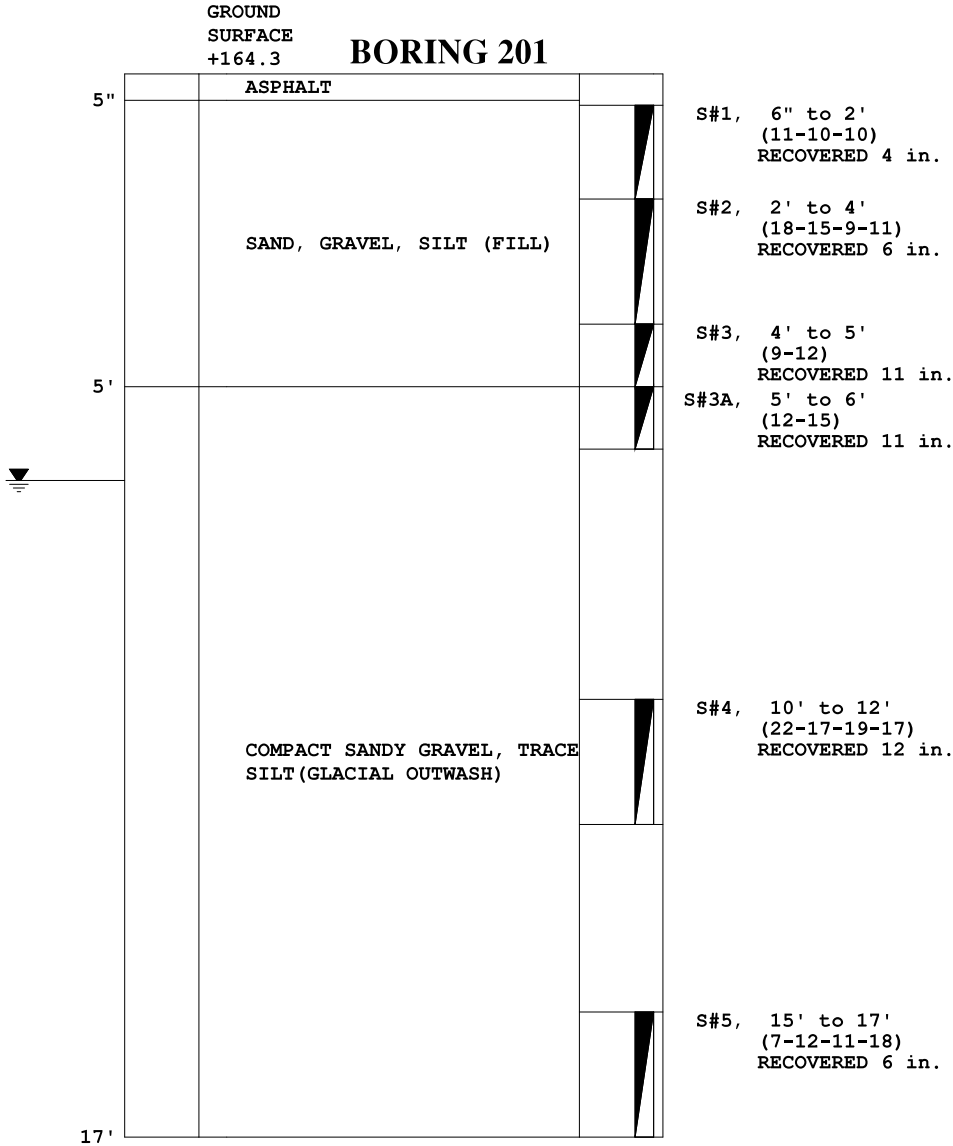 GROUND
SURFACE
+164.3
BORING 201
ASPHALT
5"
S#1, 6" to 2'
(11-10-10)
RECOVERED 4 in.
S#2, 2' to 4'
(18-15-9-11)
RECOVERED 6 in.
SAND, GRAVEL, SILT (FILL)
S#3, 4' to 5'
(9-12)
RECOVERED 11 in.
5'
S#3A, 5' to 6'
(12-15)
RECOVERED 11 in.
S#4, 10' to 12'
(22-17-19-17)
RECOVERED 12 in.
COMPACT SANDY GRAVEL, TRACE
SILT(GLACIAL OUTWASH)
S#5, 15' to 17'
(7-12-11-18)
RECOVERED 6 in.
17'